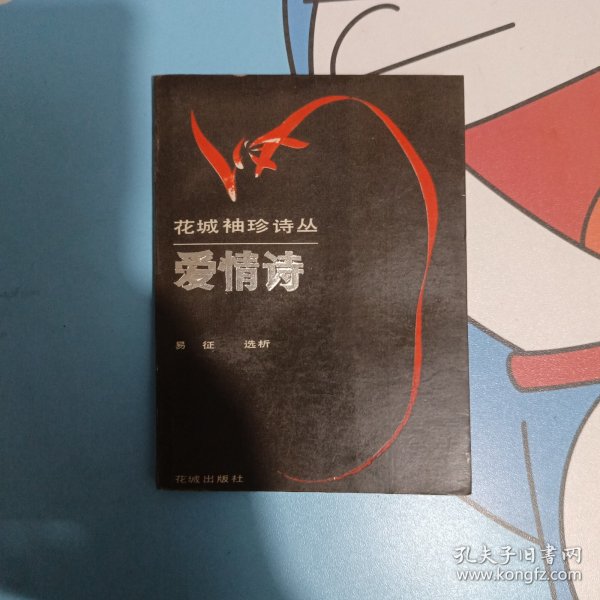 花城袖珍诗丛
爱情诗
易征 选析
花城出版社
孔夫子旧书网
www.kongfz.com